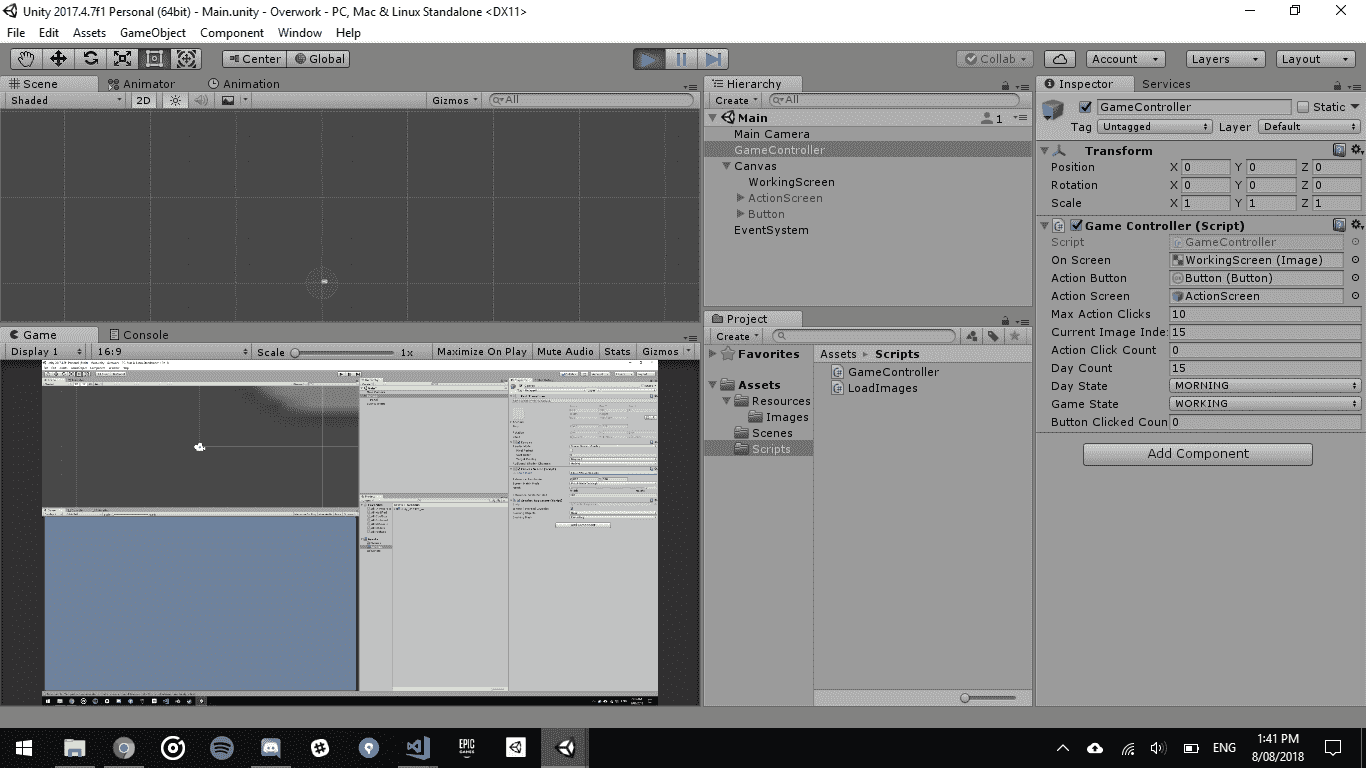 Unity 2017.4.7f1 Personal (64bit) - Main.unity - Overwork - PC, Mac & Linux Standalone <DX11>
File Edit Assets GameObject Component Window Help
Center Global Collab Account Layers Layout
Scene Animator Animation
Shaded 2D Gizmos All
Hierarchy
Create All
Main 1
Main Camera
GameController
Canvas
WorkingScreen
ActionScreen
Button
EventSystem
Inspector Services
GameController Static
Tag Untagged Layer Default
Transform
Position X 0 Y 0 Z 0
Rotation X 0 Y 0 Z 0
Scale X 1 Y 1 Z 1
Game Controller (Script)
Script GameController
On Screen WorkingScreen (Image)
Action Button Button (Button)
Action Screen ActionScreen
Max Action Clicks 10
Current Image Inde: 15
Action Click Count 0
Day Count 15
Day State MORNING
Game State WORKING
Button Clicked Coun 0
Add Component
Game Console
Display 1 16:9 Scale 1x Maximize On Play Mute Audio Stats Gizmos
Project
Create
Favorites
Assets
Resources
Images
Scenes
Scripts
Assets Scripts
GameController
LoadImages
EPIC
GAMES
ENG
1:41 PM
8/08/2018